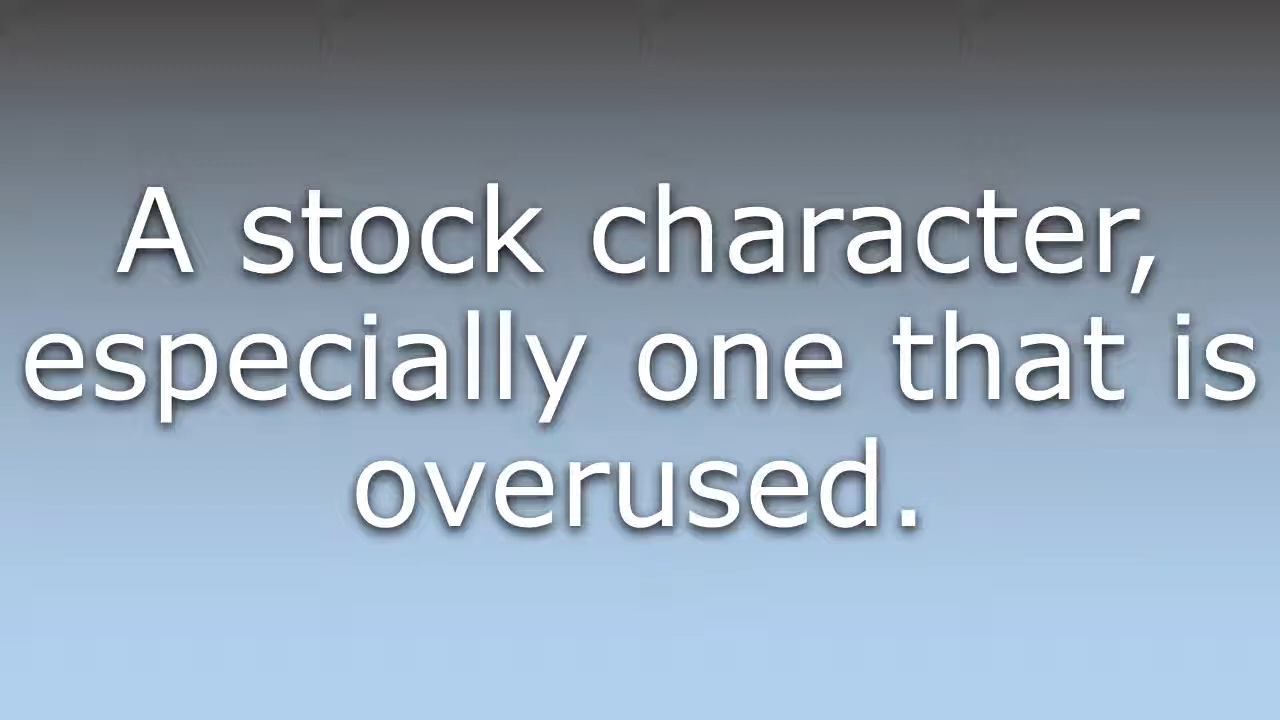 A stock character,
especially one that is
overused.